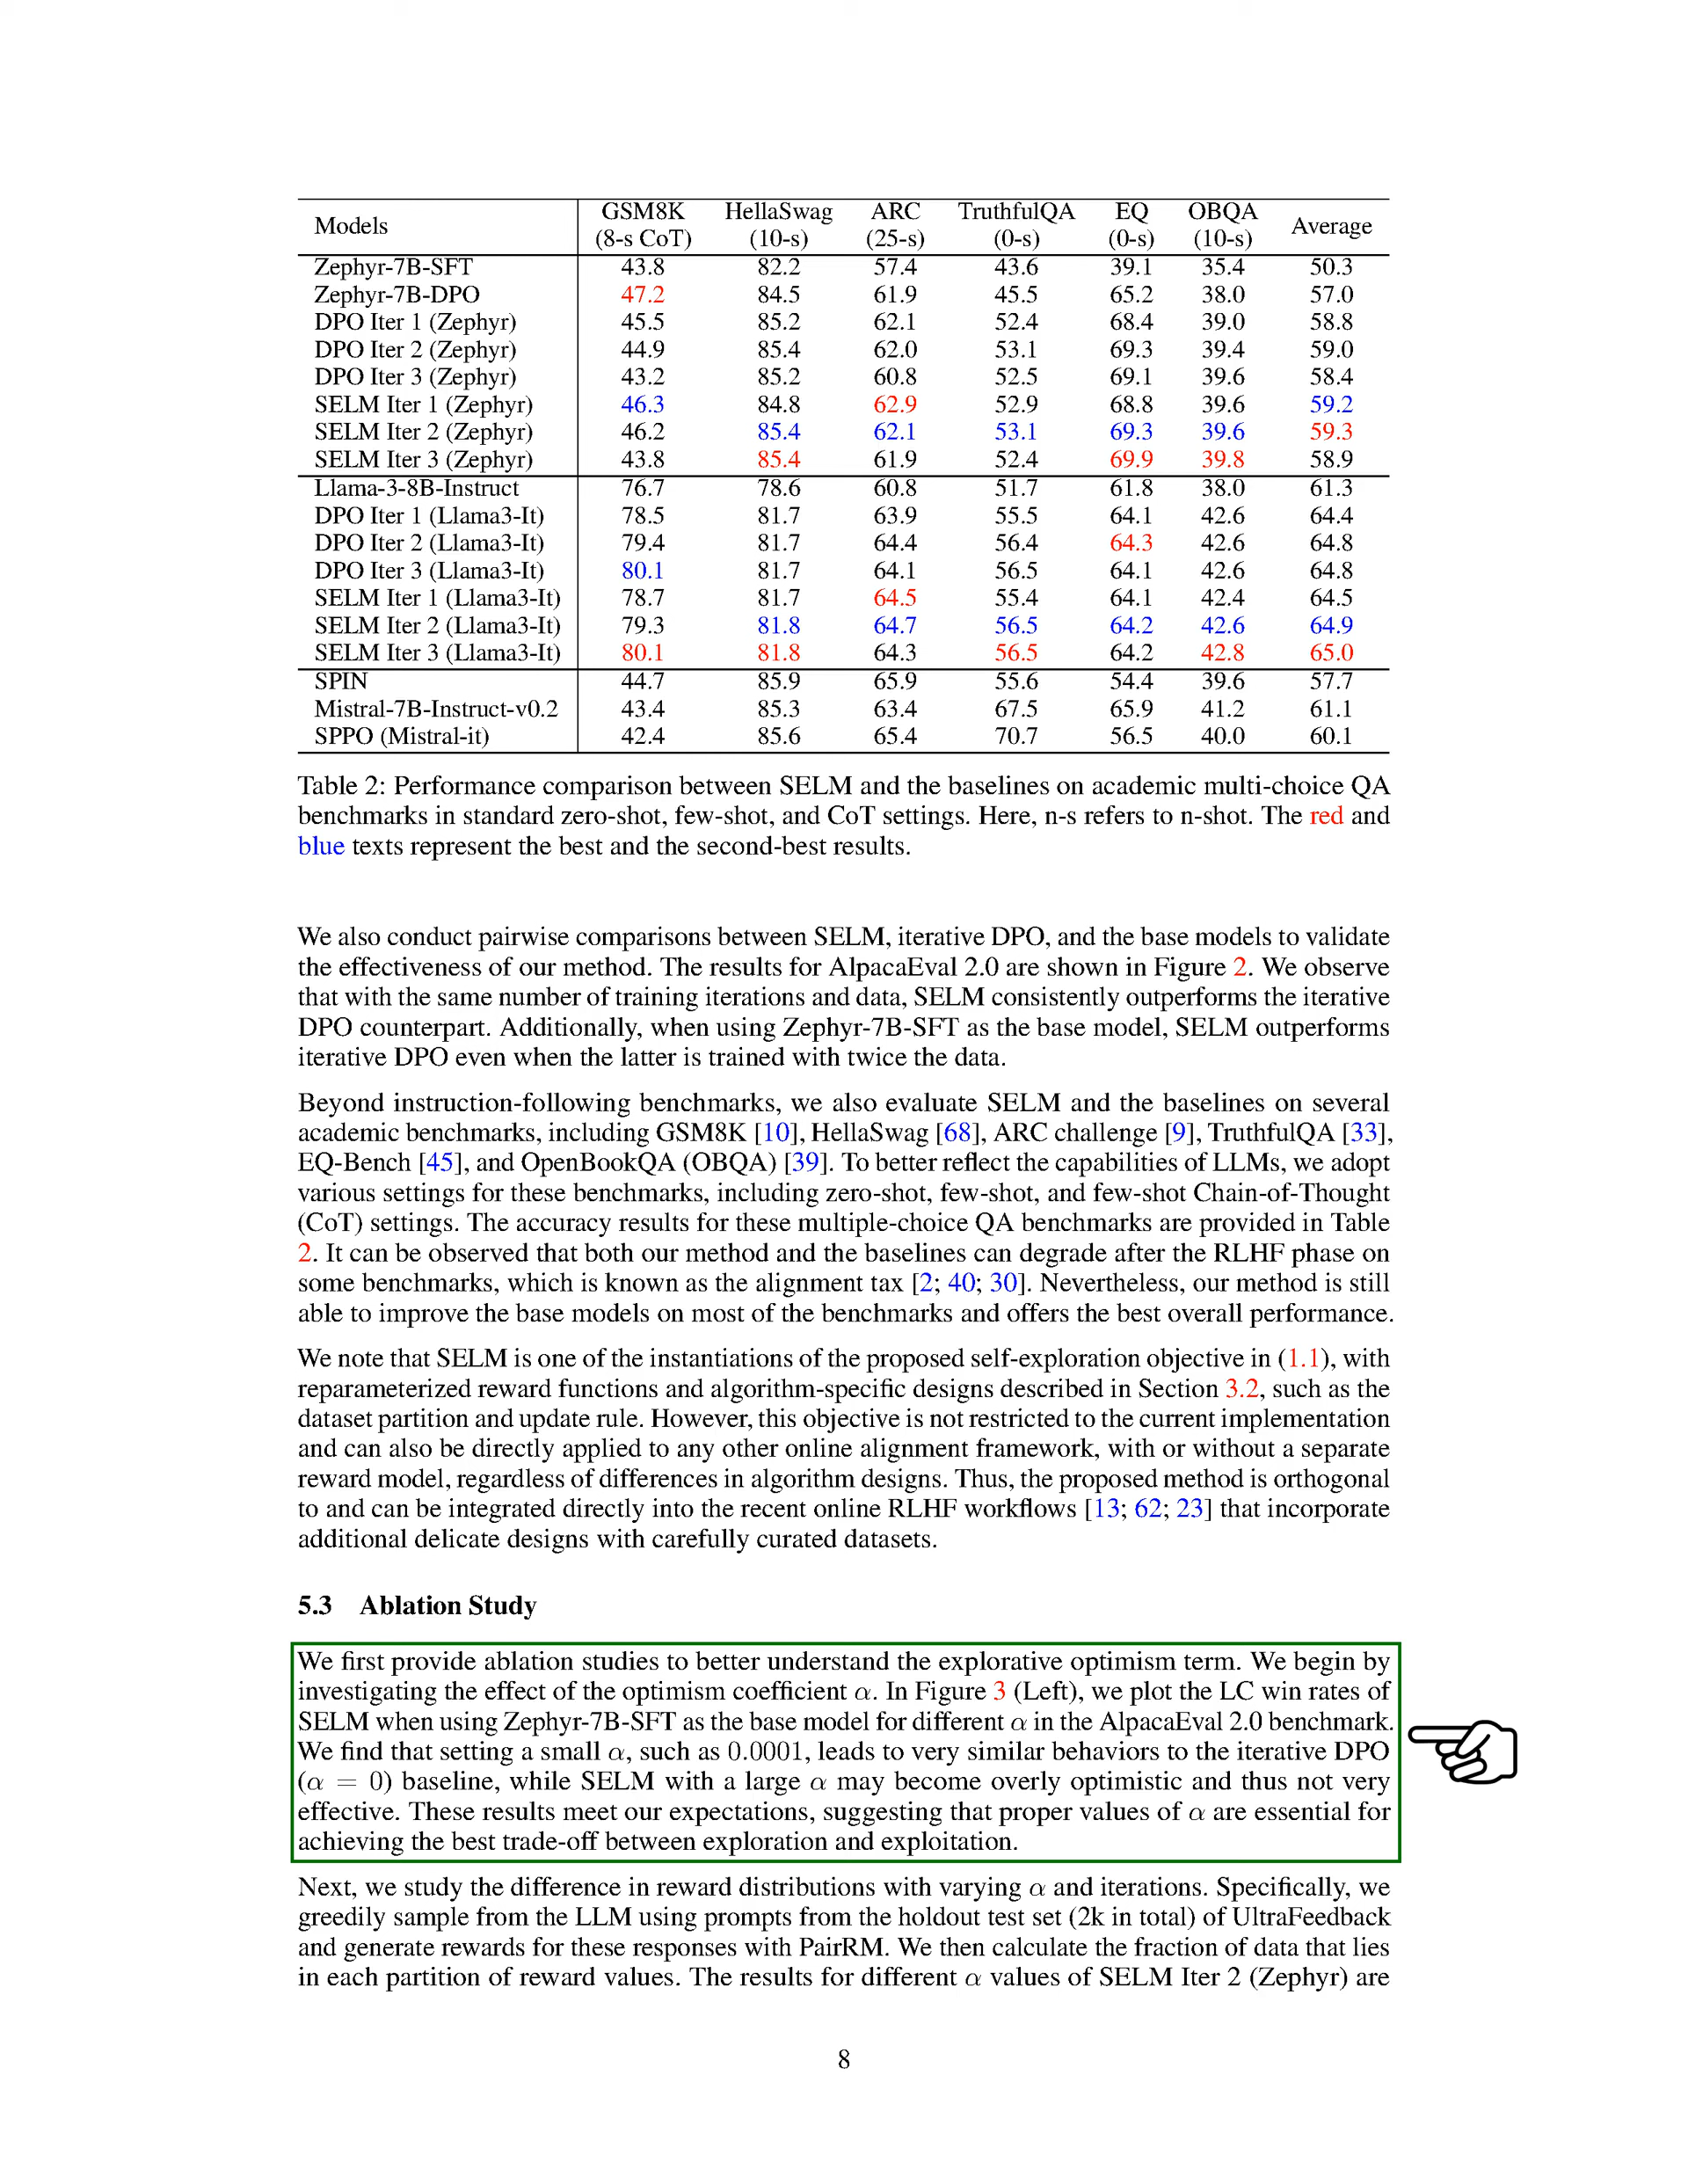 Models GSM8K HellaSwag ARC TruthfulQA EQ OBQA Average
(8-s CoT) (10-s) (25-s) (0-s) (0-s) (10-s)
Zephyr-7B-SFT 43.8 82.2 57.4 43.6 39.1 35.4 50.3
Zephyr-7B-DPO 47.2 84.5 61.9 45.5 65.2 38.0 57.0
DPO Iter 1 (Zephyr) 45.5 85.2 62.1 52.4 68.4 39.0 58.8
DPO Iter 2 (Zephyr) 44.9 85.4 62.0 53.1 69.3 39.4 59.0
DPO Iter 3 (Zephyr) 43.2 85.2 60.8 52.5 69.1 39.6 58.4
SELM Iter 1 (Zephyr) 46.3 84.8 62.9 52.9 68.8 39.6 59.2
SELM Iter 2 (Zephyr) 46.2 85.4 62.1 53.1 69.3 39.6 59.3
SELM Iter 3 (Zephyr) 43.8 85.4 61.9 52.4 69.9 39.8 58.9
Llama-3-8B-Instruct 76.7 78.6 60.8 51.7 61.8 38.0 61.3
DPO Iter 1 (Llama3-It) 78.5 81.7 63.9 55.5 64.1 42.6 64.4
DPO Iter 2 (Llama3-It) 79.4 81.7 64.4 56.4 64.3 42.6 64.8
DPO Iter 3 (Llama3-It) 80.1 81.7 64.1 56.5 64.1 42.6 64.8
SELM Iter 1 (Llama3-It) 78.7 81.7 64.5 55.4 64.1 42.4 64.5
SELM Iter 2 (Llama3-It) 79.3 81.8 64.7 56.5 64.2 42.6 64.9
SELM Iter 3 (Llama3-It) 80.1 81.8 64.3 56.5 64.2 42.8 65.0
SPIN 44.7 85.9 65.9 55.6 54.4 39.6 57.7
Mistral-7B-Instruct-v0.2 43.4 85.3 63.4 67.5 65.9 41.2 61.1
SPPO (Mistral-it) 42.4 85.6 65.4 70.7 56.5 40.0 60.1
Table 2: Performance comparison between SELM and the baselines on academic multi-choice QA
benchmarks in standard zero-shot, few-shot, and CoT settings. Here, n-s refers to n-shot. The red and
blue texts represent the best and the second-best results.
We also conduct pairwise comparisons between SELM, iterative DPO, and the base models to validate
the effectiveness of our method. The results for AlpacaEval 2.0 are shown in Figure 2. We observe
that with the same number of training iterations and data, SELM consistently outperforms the iterative
DPO counterpart. Additionally, when using Zephyr-7B-SFT as the base model, SELM outperforms
iterative DPO even when the latter is trained with twice the data.
Beyond instruction-following benchmarks, we also evaluate SELM and the baselines on several
academic benchmarks, including GSM8K [10], HellaSwag [68], ARC challenge [9], TruthfulQA [33],
EQ-Bench [45], and OpenBookQA (OBQA) [39]. To better reflect the capabilities of LLMs, we adopt
various settings for these benchmarks, including zero-shot, few-shot, and few-shot Chain-of-Thought
(CoT) settings. The accuracy results for these multiple-choice QA benchmarks are provided in Table
2. It can be observed that both our method and the baselines can degrade after the RLHF phase on
some benchmarks, which is known as the alignment tax [2; 40; 30]. Nevertheless, our method is still
able to improve the base models on most of the benchmarks and offers the best overall performance.
We note that SELM is one of the instantiations of the proposed self-exploration objective in (1.1), with
reparameterized reward functions and algorithm-specific designs described in Section 3.2, such as the
dataset partition and update rule. However, this objective is not restricted to the current implementation
and can also be directly applied to any other online alignment framework, with or without a separate
reward model, regardless of differences in algorithm designs. Thus, the proposed method is orthogonal
to and can be integrated directly into the recent online RLHF workflows [13; 62; 23] that incorporate
additional delicate designs with carefully curated datasets.
5.3 Ablation Study
We first provide ablation studies to better understand the explorative optimism term. We begin by
investigating the effect of the optimism coefficient α. In Figure 3 (Left), we plot the LC win rates of
SELM when using Zephyr-7B-SFT as the base model for different α in the AlpacaEval 2.0 benchmark.
We find that setting a small α, such as 0.0001, leads to very similar behaviors to the iterative DPO
(α = 0) baseline, while SELM with a large α may become overly optimistic and thus not very
effective. These results meet our expectations, suggesting that proper values of α are essential for
achieving the best trade-off between exploration and exploitation.
Next, we study the difference in reward distributions with varying α and iterations. Specifically, we
greedily sample from the LLM using prompts from the holdout test set (2k in total) of UltraFeedback
and generate rewards for these responses with PairRM. We then calculate the fraction of data that lies
in each partition of reward values. The results for different α values of SELM Iter 2 (Zephyr) are
8